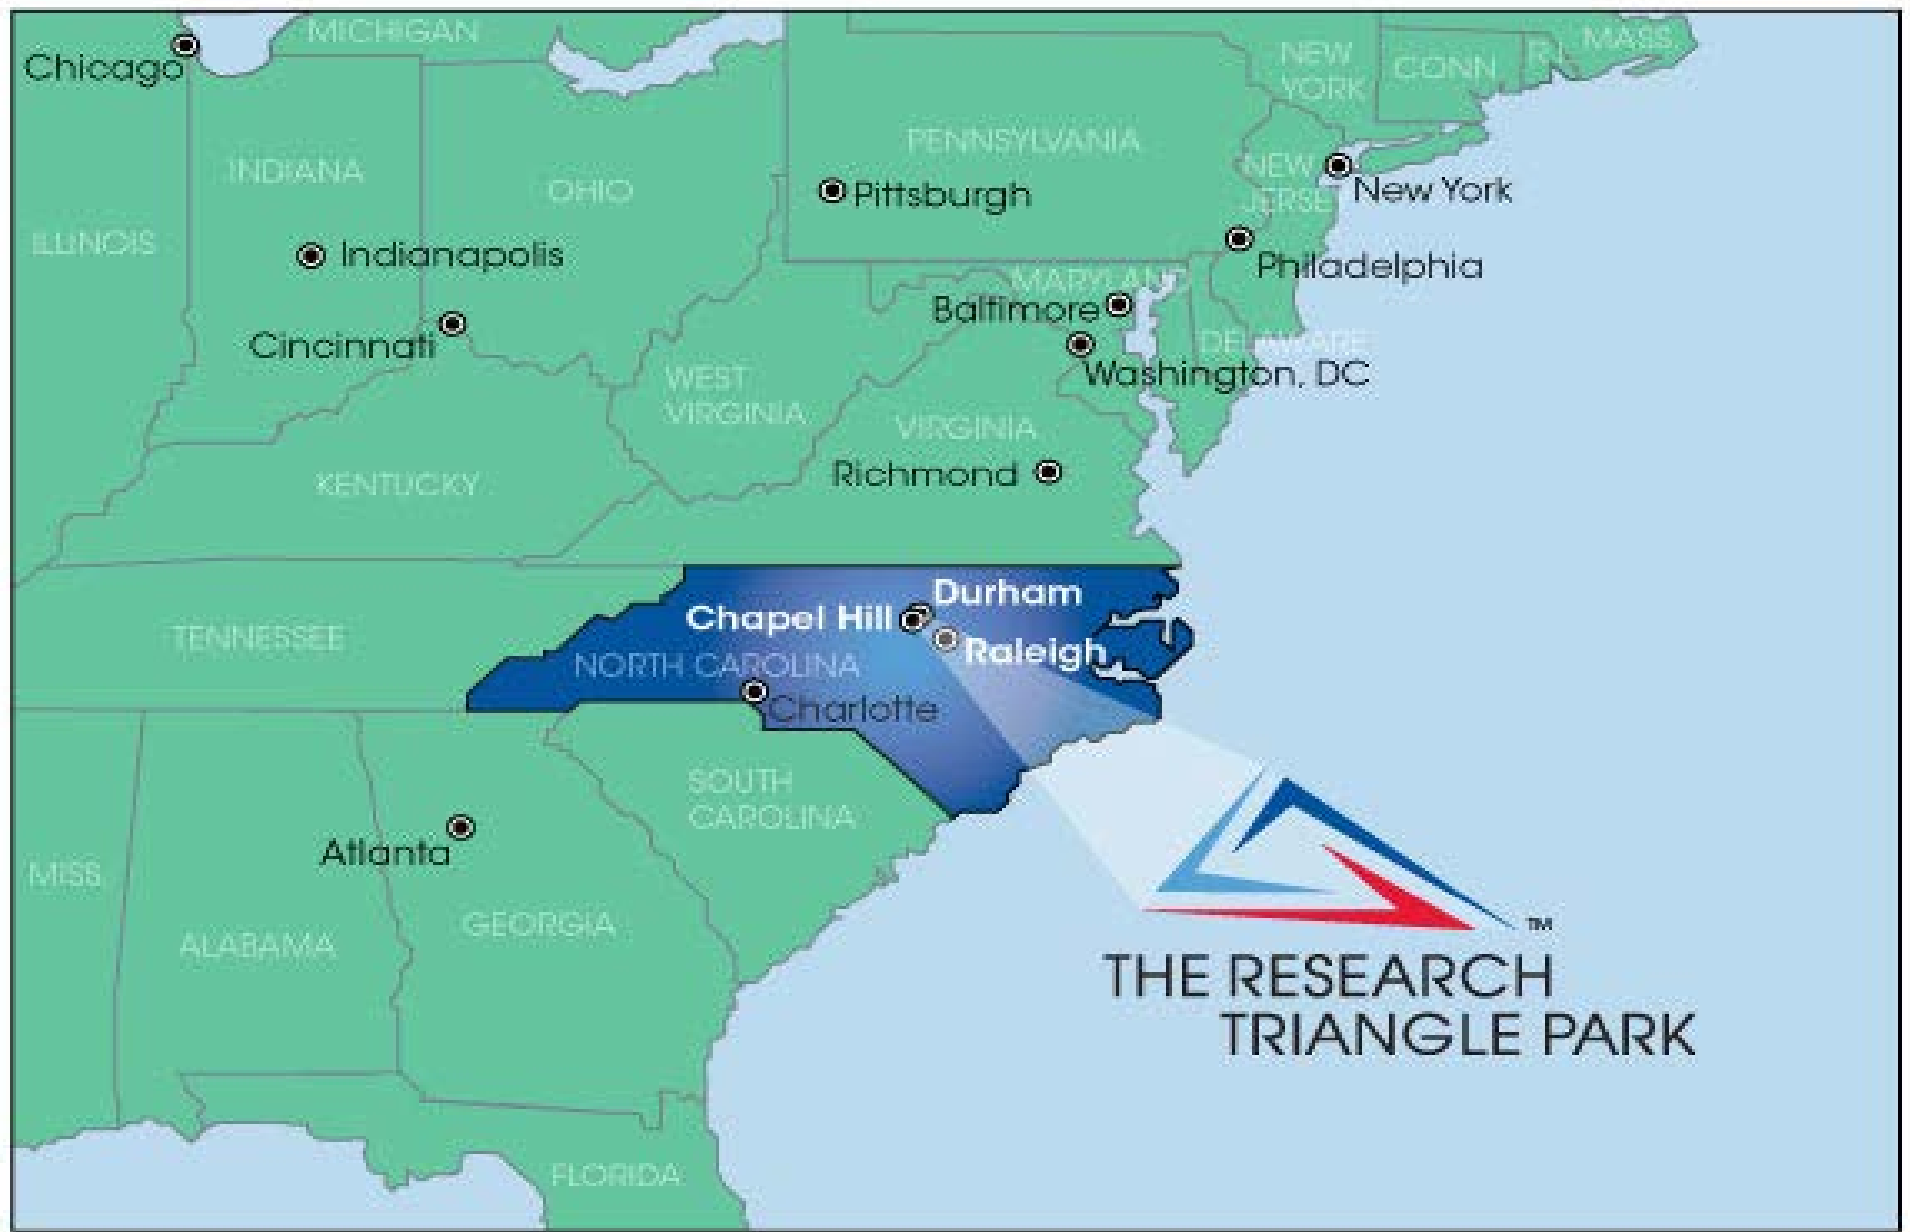 MICHIGAN
Chicago
NEW
YORK
CONN
R I
MASS
PENNSYLVANIA
INDIANA
OHIO
NEW
JERSE
New York
Pittsburgh
ILLINOIS
Indianapolis
Philadelphia
MARYLAND
Baltimore
Cincinnati
DELAWARE
Washington, DC
WEST
VIRGINIA
VIRGINIA
Richmond
KENTUCKY
Durham
Chapel Hill
Raleigh
TENNESSEE
NORTH CAROLINA
Charlotte
SOUTH
CAROLINA
Atlanta
MISS
GEORGIA
ALABAMA
TM
THE RESEARCH
TRIANGLE PARK
FLORIDA